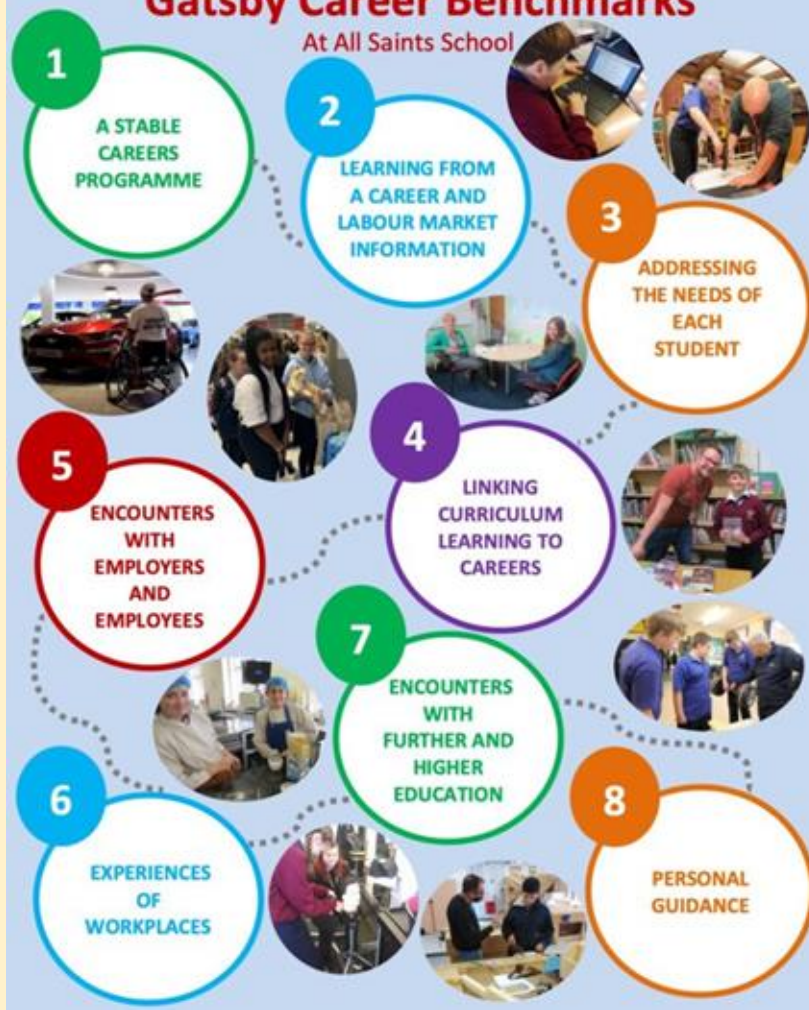 Gatsby Career Benchmarks
At All Saints School
1
A STABLE
CAREERS
PROGRAMME
2
LEARNING FROM
A CAREER AND
LABOUR MARKET
INFORMATION
3
ADDRESSING
THE NEEDS OF
EACH
STUDENT
4
LINKING
CURRICULUM
LEARNING TO
CAREERS
5
ENCOUNTERS
WITH
EMPLOYERS
AND
EMPLOYEES
6
EXPERIENCES
OF
WORKPLACES
7
ENCOUNTERS
WITH
FURTHER AND
HIGHER
EDUCATION
8
PERSONAL
GUIDANCE